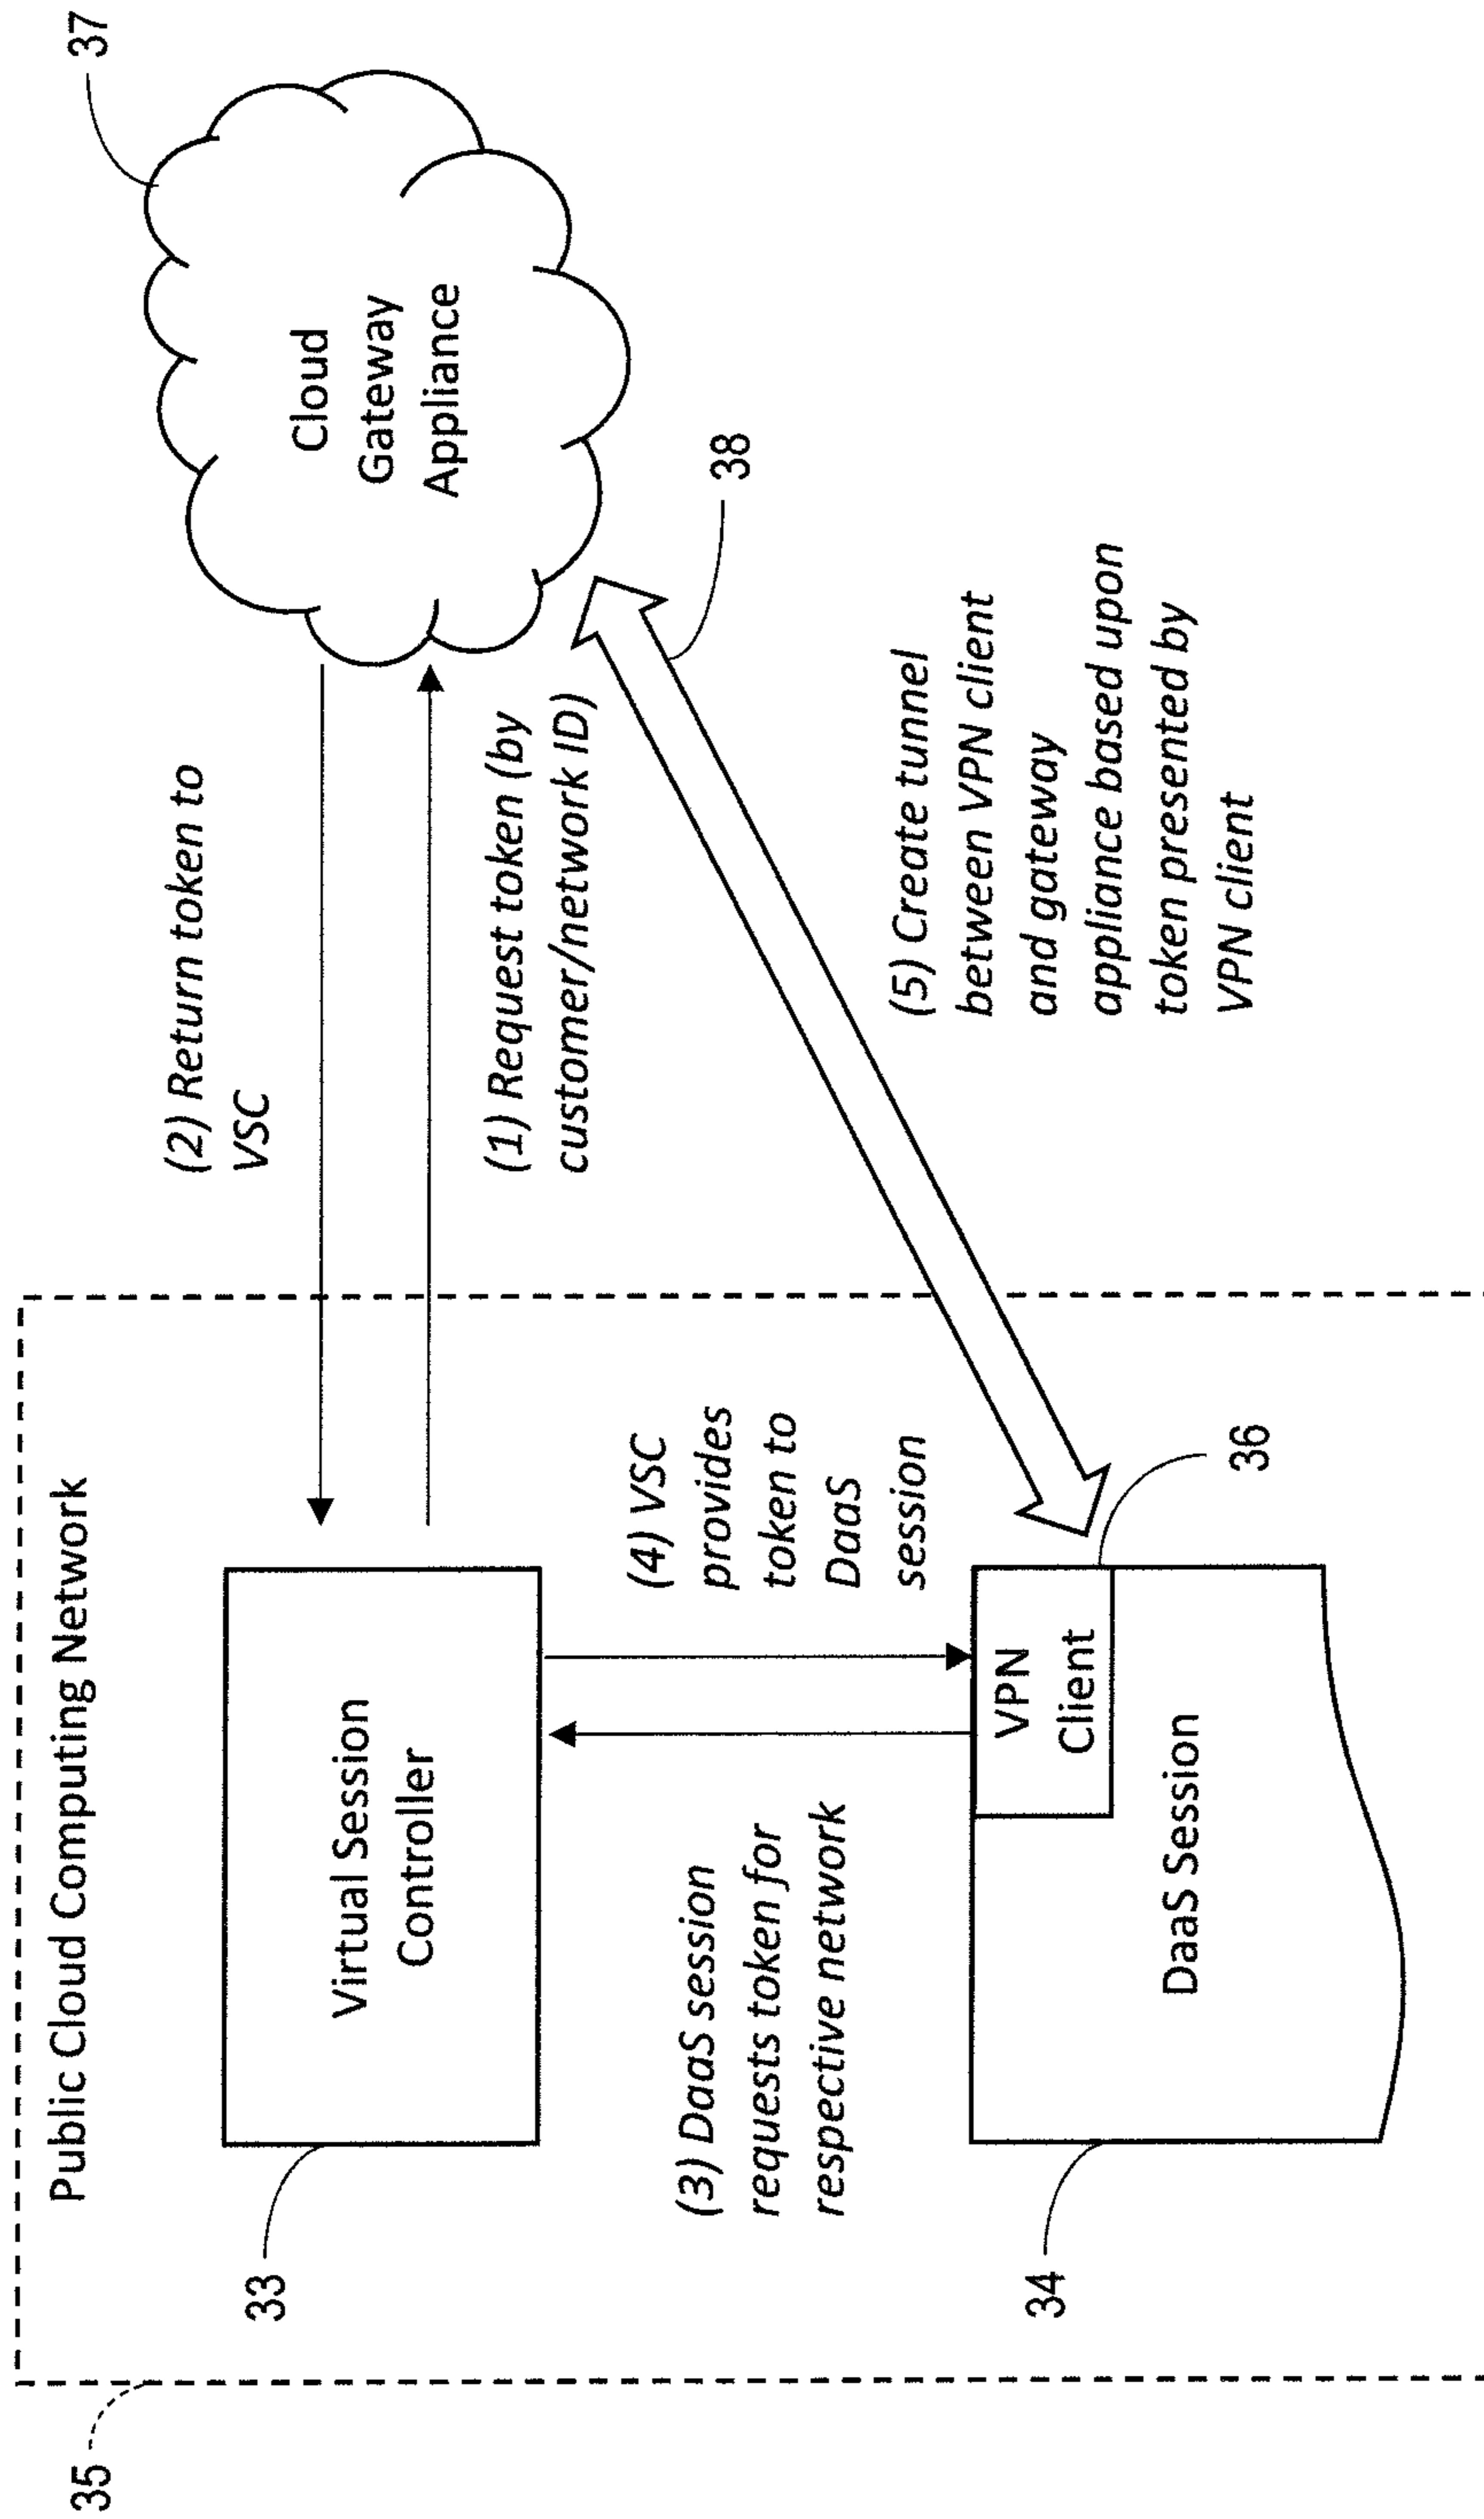 35
Public Cloud Computing Network
33
Virtual Session
Controller
(2) Return token to
VSC
(1) Request token (by
customer/network ID)
37
Cloud
Gateway
Appliance
(3) DaaS session
requests token for
respective network
(4) VSC
provides
token to
DaaS
session
38
34
VPN
Client
DaaS Session
36
(5) Create tunnel
between VPN client
and gateway
appliance based upon
token presented by
VPN client